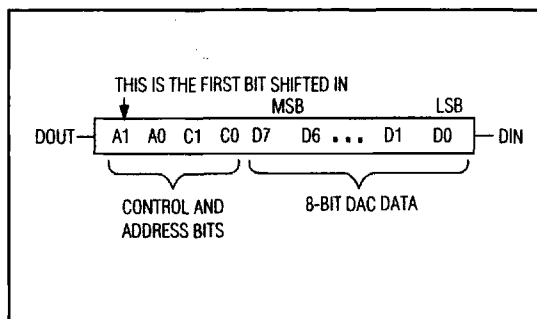 THIS IS THE FIRST BIT SHIFTED IN
MSB LSB
DOUT A1 A0 C1 C0 D7 D6 ••• D1 D0 DIN
CONTROL AND 8-BIT DAC DATA
ADDRESS BITS